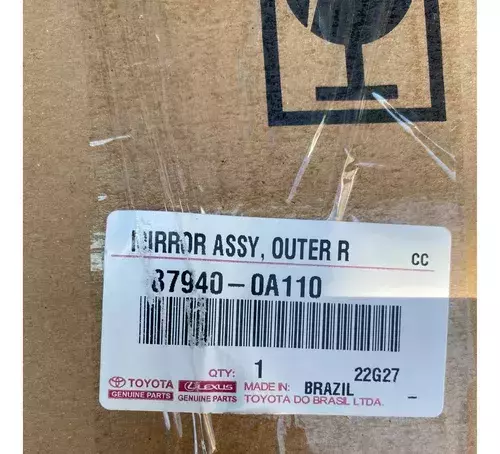 MIRROR ASSY, OUTER R CC
87940-0A110
QTY: 1 22G27
TOYOTA LEXUS MADE IN: BRAZIL -
GENUINE PARTS GENUINE PARTS TOYOTA DO BRASIL LTDA.